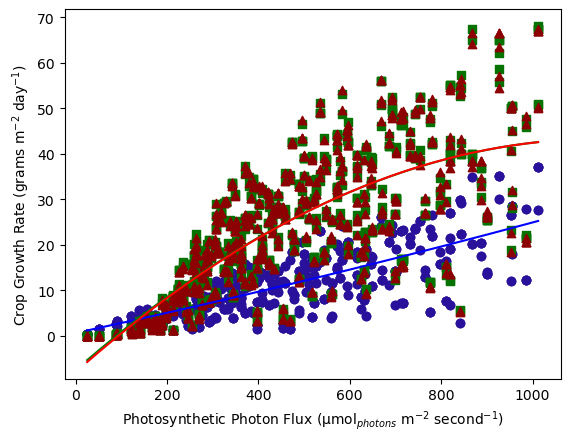 70
60
50
40
30
20
10
0
Crop Growth Rate (grams m⁻² day⁻¹)
0 200 400 600 800 1000
Photosynthetic Photon Flux (μmol_photons m⁻² second⁻¹)